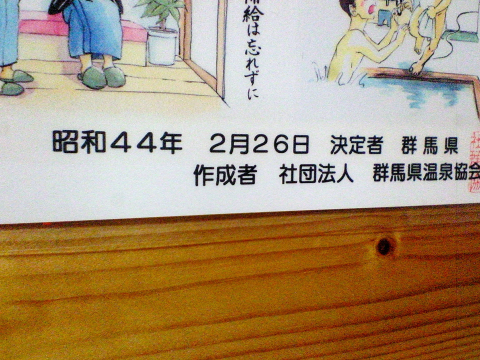 補給は忘れずに
昭和44年 2月26日 決定者 群馬県
作成者 社団法人 群馬県温泉協会